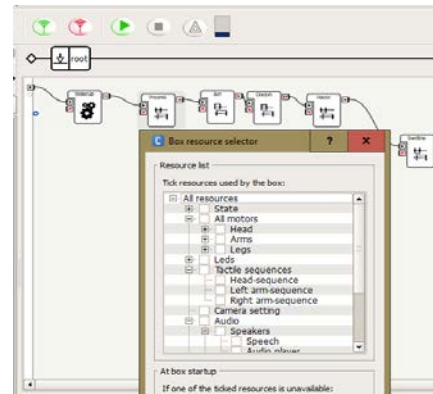 root
Box resource selector
?
X
Resource list
Tick resources used by the box:
All resources
State
All motors
Head
Arms
Legs
Leds
Tactile sequences
Head-sequence
Left arm-sequence
Right arm-sequence
Camera setting
Audio
Speakers
Speech
Audio player
At box startup
If one of the ticked resources is unavailable: